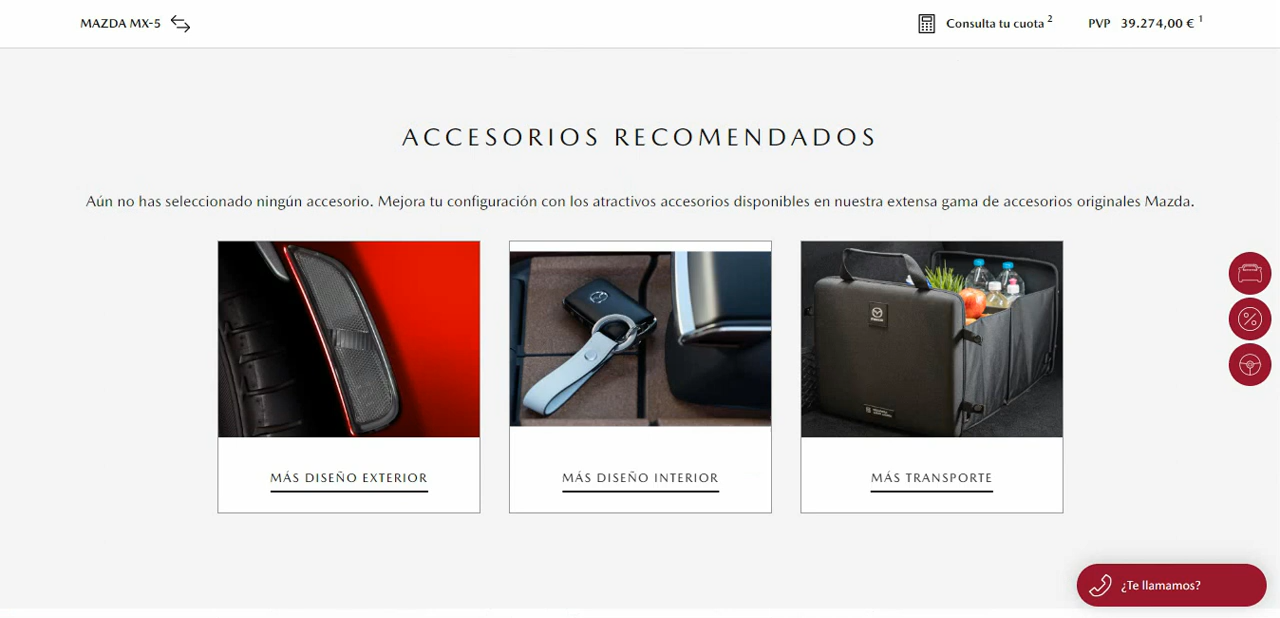 MAZDA MX-5
Consulta tu cuota 2
PVP 39.274,00 € 1
ACCESORIOS RECOMENDADOS
Aún no has seleccionado ningún accesorio. Mejora tu configuración con los atractivos accesorios disponibles en nuestra extensa gama de accesorios originales Mazda.
MÁS DISEÑO EXTERIOR
MÁS DISEÑO INTERIOR
MÁS TRANSPORTE
¿Te llamamos?